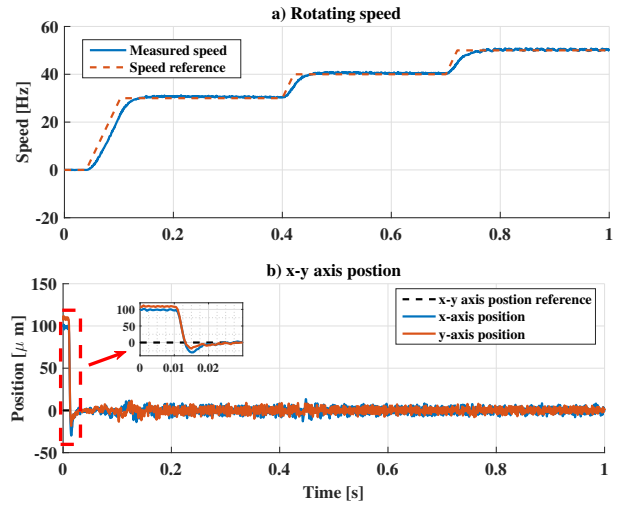 a) Rotating speed
60
40
20
0
-20
Speed [Hz]
Measured speed
Speed reference
0
0.2
0.4
0.6
0.8
1
b) x-y axis postion
150
100
50
0
-50
Position [μ m]
100
50
0
0
0.01
0.02
x-y axis postion reference
x-axis position
y-axis position
0
0.2
0.4
0.6
0.8
1
Time [s]